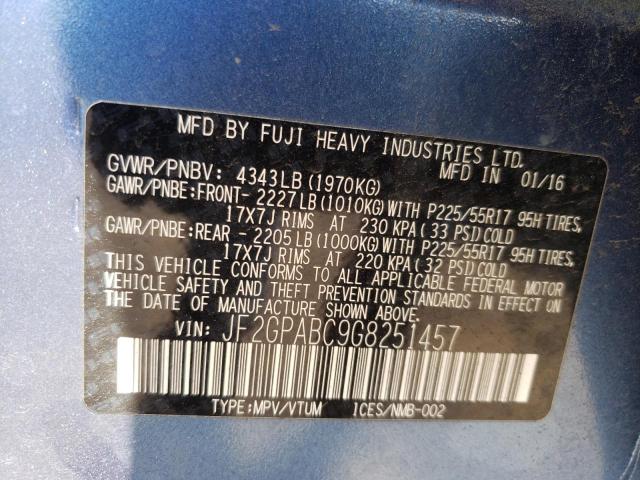 MFD BY FUJI HEAVY INDUSTRIES LTD.
GVWR/PNBV: 4343LB (1970KG) MFD IN 01/16
GAWR/PNBE:FRONT- 2227LB (1010KG) WITH P225/55R17 95H TIRES,
17X7J RIMS AT 230 KPA (33 PSI) COLD
GAWR/PNBE:REAR - 2205LB (1000KG) WITH P225/55R17 95H TIRES,
17X7J RIMS AT 220 KPA (32 PSI) COLD
THIS VEHICLE CONFORMS TO ALL APPLICABLE FEDERAL MOTOR
VEHICLE SAFETY AND THEFT PREVENTION STANDARDS IN EFFECT ON
THE DATE OF MANUFACTURE SHOWN ABOVE.
VIN: JF2GPABC9G8251457
TYPE:MPV/VTUM ICES/NMB-002